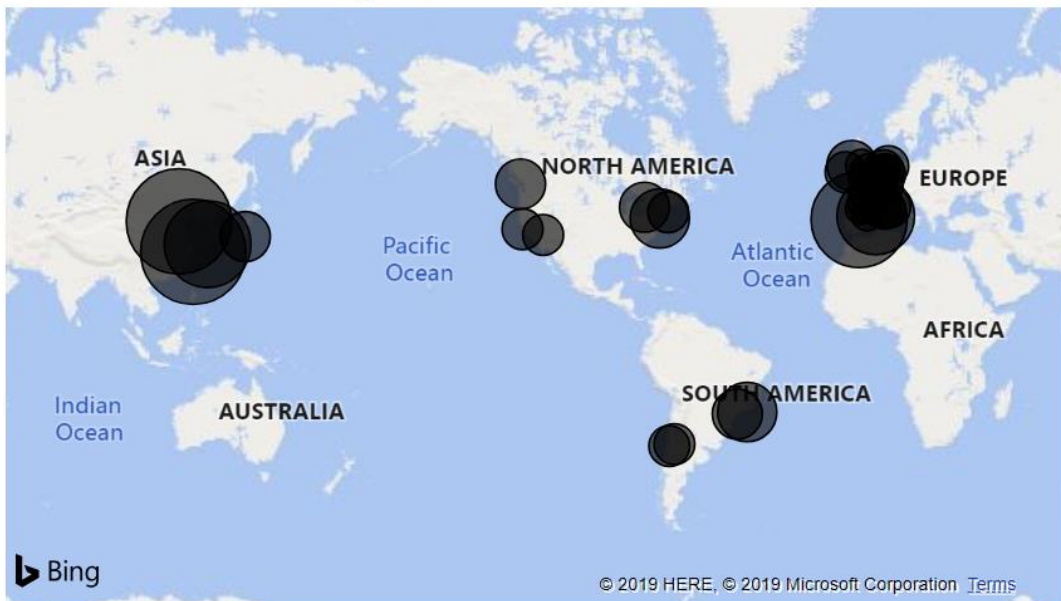 ASIA
NORTH AMERICA
EUROPE
Pacific
Ocean
Atlantic
Ocean
AFRICA
SOUTH AMERICA
Indian
Ocean
AUSTRALIA
Bing
© 2019 HERE, © 2019 Microsoft Corporation Terms